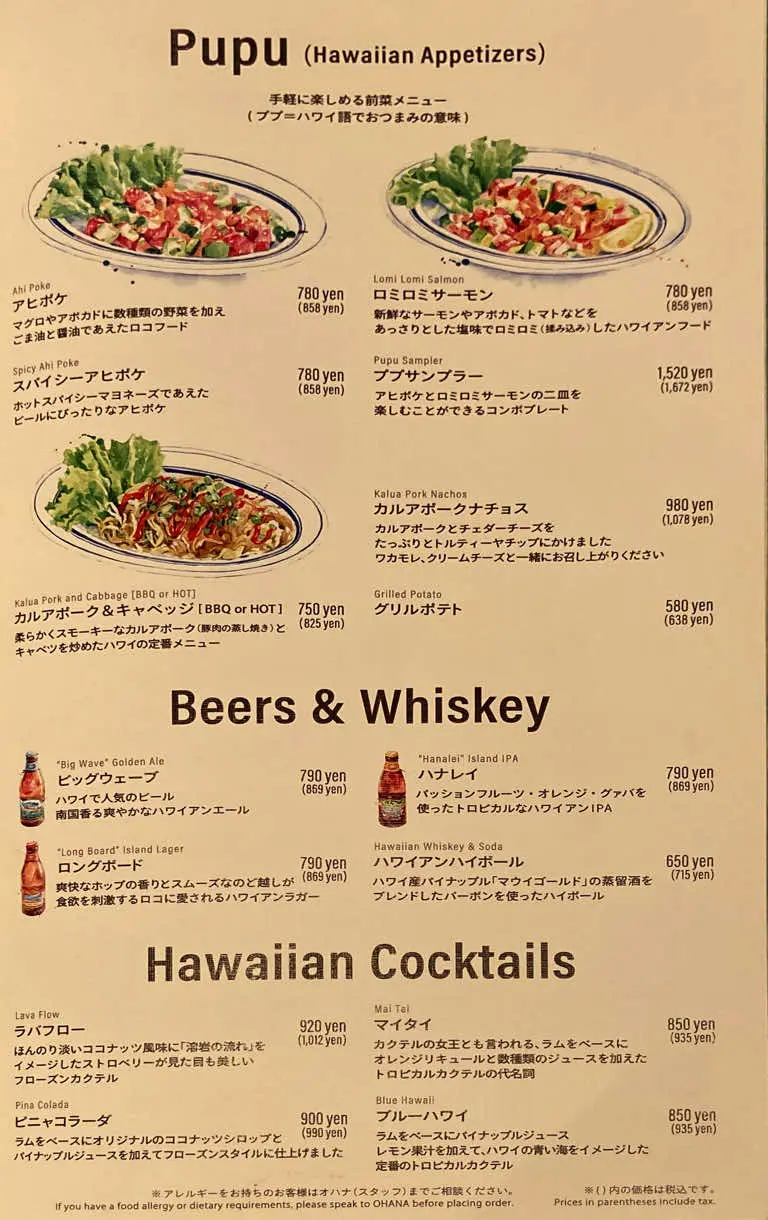 Pupu (Hawaiian Appetizers)
手軽に楽しめる前菜メニュー
(ププ=ハワイ語でおつまみの意味)
Ahi Poke
アヒポケ
780 yen
(858 yen)
マグロやアボカドに数種類の野菜を加え
ごま油と醤油であえたロコフード
Lomi Lomi Salmon
ロミロミサーモン
780 yen
(858 yen)
新鮮なサーモンやアボカド、トマトなどを
あっさりとした塩味でロミロミ(揉み込み)したハワイアンフード
Spicy Ahi Poke
スパイシーアヒポケ
780 yen
(858 yen)
ホットスパイシーマヨネーズであえた
ビールにぴったりなアヒポケ
Pupu Sampler
ププサンプラー
1,520 yen
(1,672 yen)
アヒポケとロミロミサーモンの二皿を
楽しむことができるコンボプレート
Kalua Pork Nachos
カルアポークナチョス
980 yen
(1,078 yen)
カルアポークとチェダーチーズを
たっぷりとトルティーヤチップにかけました
ワカモレ、クリームチーズと一緒にお召し上がりください
Kalua Pork and Cabbage [BBQ or HOT]
カルアポーク&キャベッジ [BBQ or HOT]
750 yen
(825 yen)
柔らかくスモーキーなカルアポーク(豚肉の蒸し焼き)と
キャベツを炒めたハワイの定番メニュー
Grilled Potato
グリルポテト
580 yen
(638 yen)
Beers & Whiskey
"Big Wave" Golden Ale
ビッグウェーブ
790 yen
(869 yen)
ハワイで人気のビール
南国香る爽やかなハワイアンエール
"Hanalei" Island IPA
ハナレイ
790 yen
(869 yen)
パッションフルーツ・オレンジ・グァバを
使ったトロピカルなハワイアンIPA
"Long Board" Island Lager
ロングボード
790 yen
(869 yen)
爽快なホップの香りとスムーズなのど越しが
食欲を刺激するロコに愛されるハワイアンラガー
Hawaiian Whiskey & Soda
ハワイアンハイボール
650 yen
(715 yen)
ハワイ産パイナップル「マウイゴールド」の蒸留酒を
ブレンドしたバーボンを使ったハイボール
Hawaiian Cocktails
Lava Flow
ラバフロー
920 yen
(1,012 yen)
ほんのり淡いココナッツ風味に「溶岩の流れ」を
イメージしたストロベリーが見た目も美しい
フローズンカクテル
Mai Tai
マイタイ
850 yen
(935 yen)
カクテルの女王とも言われる、ラムをベースに
オレンジリキュールと数種類のジュースを加えた
トロピカルカクテルの代名詞
Pina Colada
ピニャコラーダ
900 yen
(990 yen)
ラムをベースにオリジナルのココナッツシロップと
パイナップルジュースを加えてフローズンスタイルに仕上げました
Blue Hawaii
ブルーハワイ
850 yen
(935 yen)
ラムをベースにパイナップルジュース
レモン果汁を加えて、ハワイの青い海をイメージした
定番のトロピカルカクテル
※アレルギーをお持ちのお客様はオハナ(スタッフ)までご相談ください。
If you have a food allergy or dietary requirements, please speak to OHANA before placing order.
※( )内の価格は税込です。
Prices in parentheses include tax.